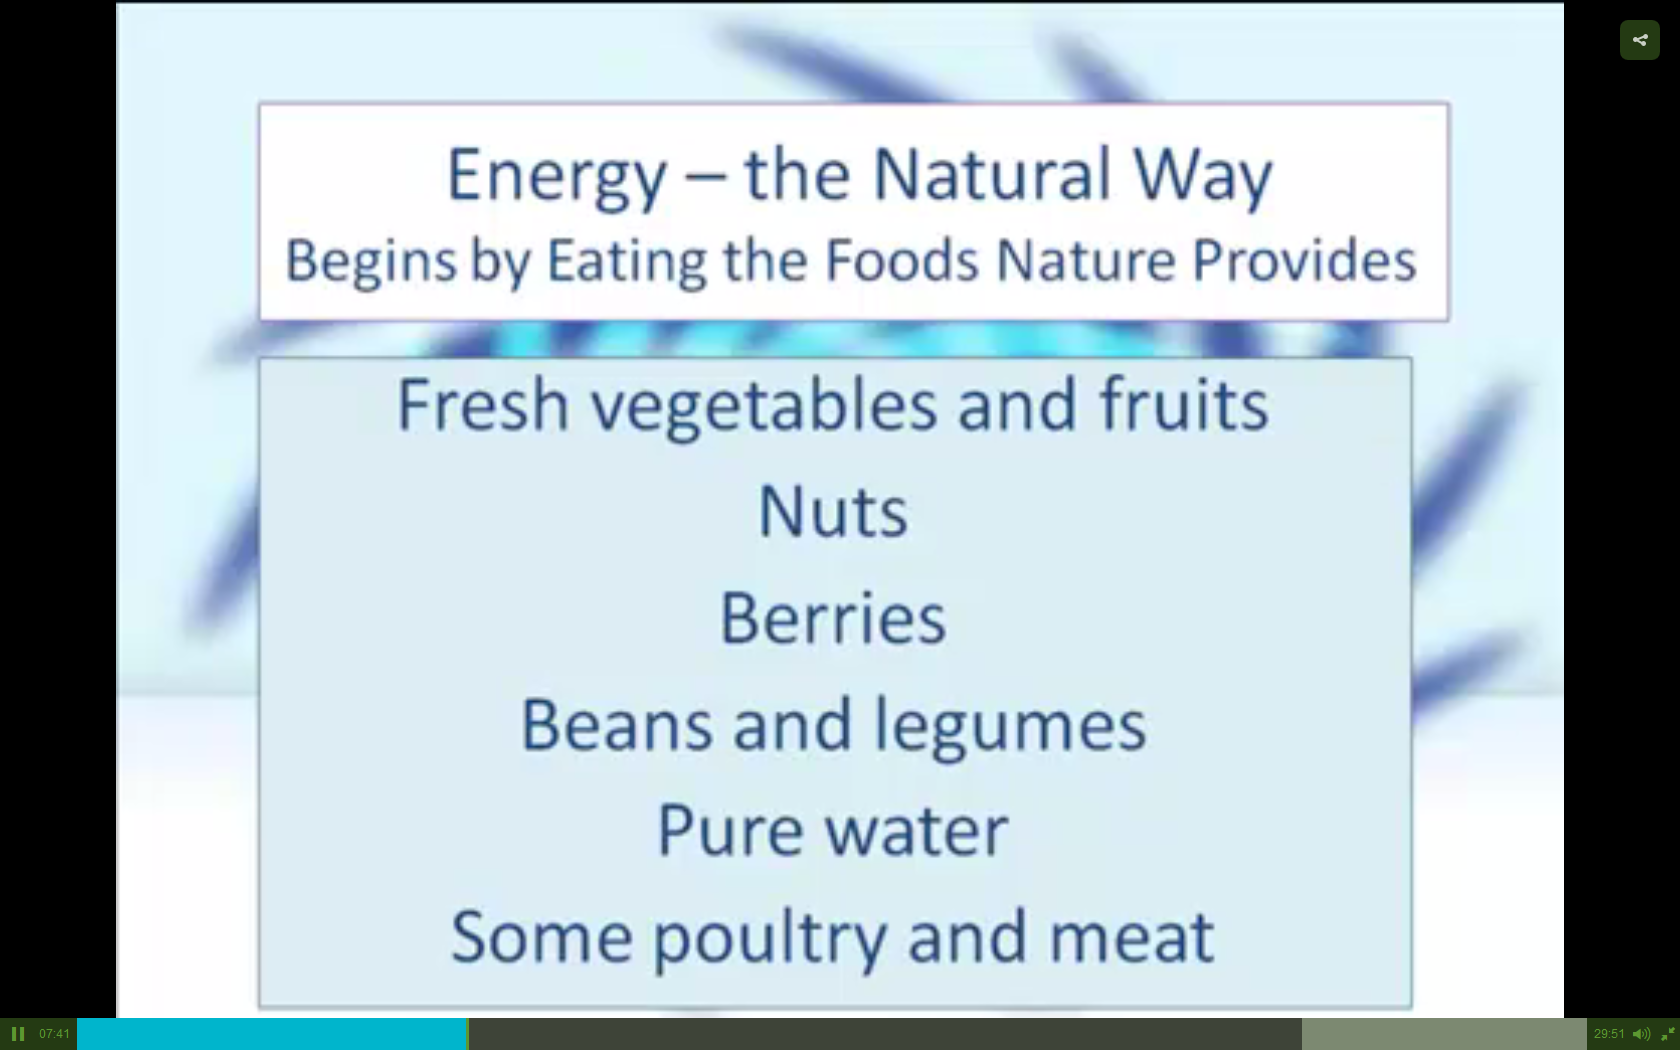 Energy – the Natural Way
Begins by Eating the Foods Nature Provides
Fresh vegetables and fruits
Nuts
Berries
Beans and legumes
Pure water
Some poultry and meat
07:41
29:51